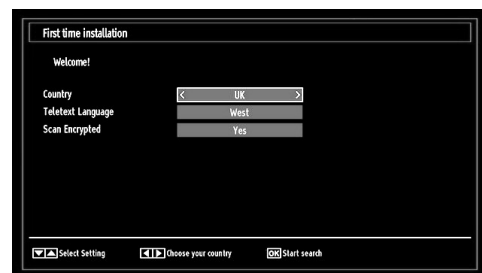 First time installation
Welcome!
Country < UK >
Teletext Language West
Scan Encrypted Yes
Select Setting Choose your country OK Start search